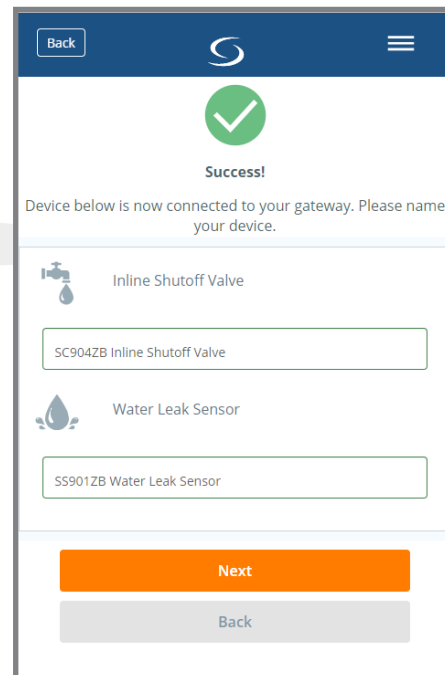 Back
Success!
Device below is now connected to your gateway. Please name
your device.
Inline Shutoff Valve
SC904ZB Inline Shutoff Valve
Water Leak Sensor
SS901ZB Water Leak Sensor
Next
Back